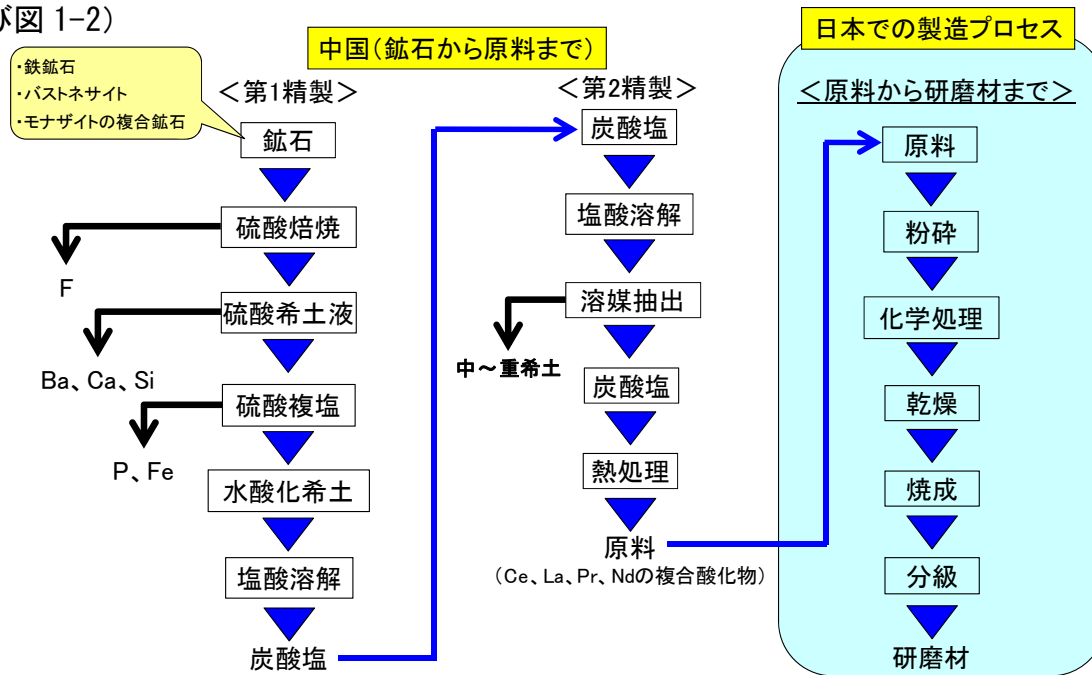 び図 1-2)
・鉄鉱石
・バストネサイト
・モナザイトの複合鉱石
中国(鉱石から原料まで)
<第1精製>
鉱石
硫酸焙焼
F
硫酸希土液
Ba、Ca、Si
硫酸複塩
P、Fe
水酸化希土
塩酸溶解
炭酸塩
<第2精製>
炭酸塩
塩酸溶解
溶媒抽出
中~重希土
炭酸塩
熱処理
原料
(Ce、La、Pr、Ndの複合酸化物)
日本での製造プロセス
<原料から研磨材まで>
原料
粉砕
化学処理
乾燥
焼成
分級
研磨材